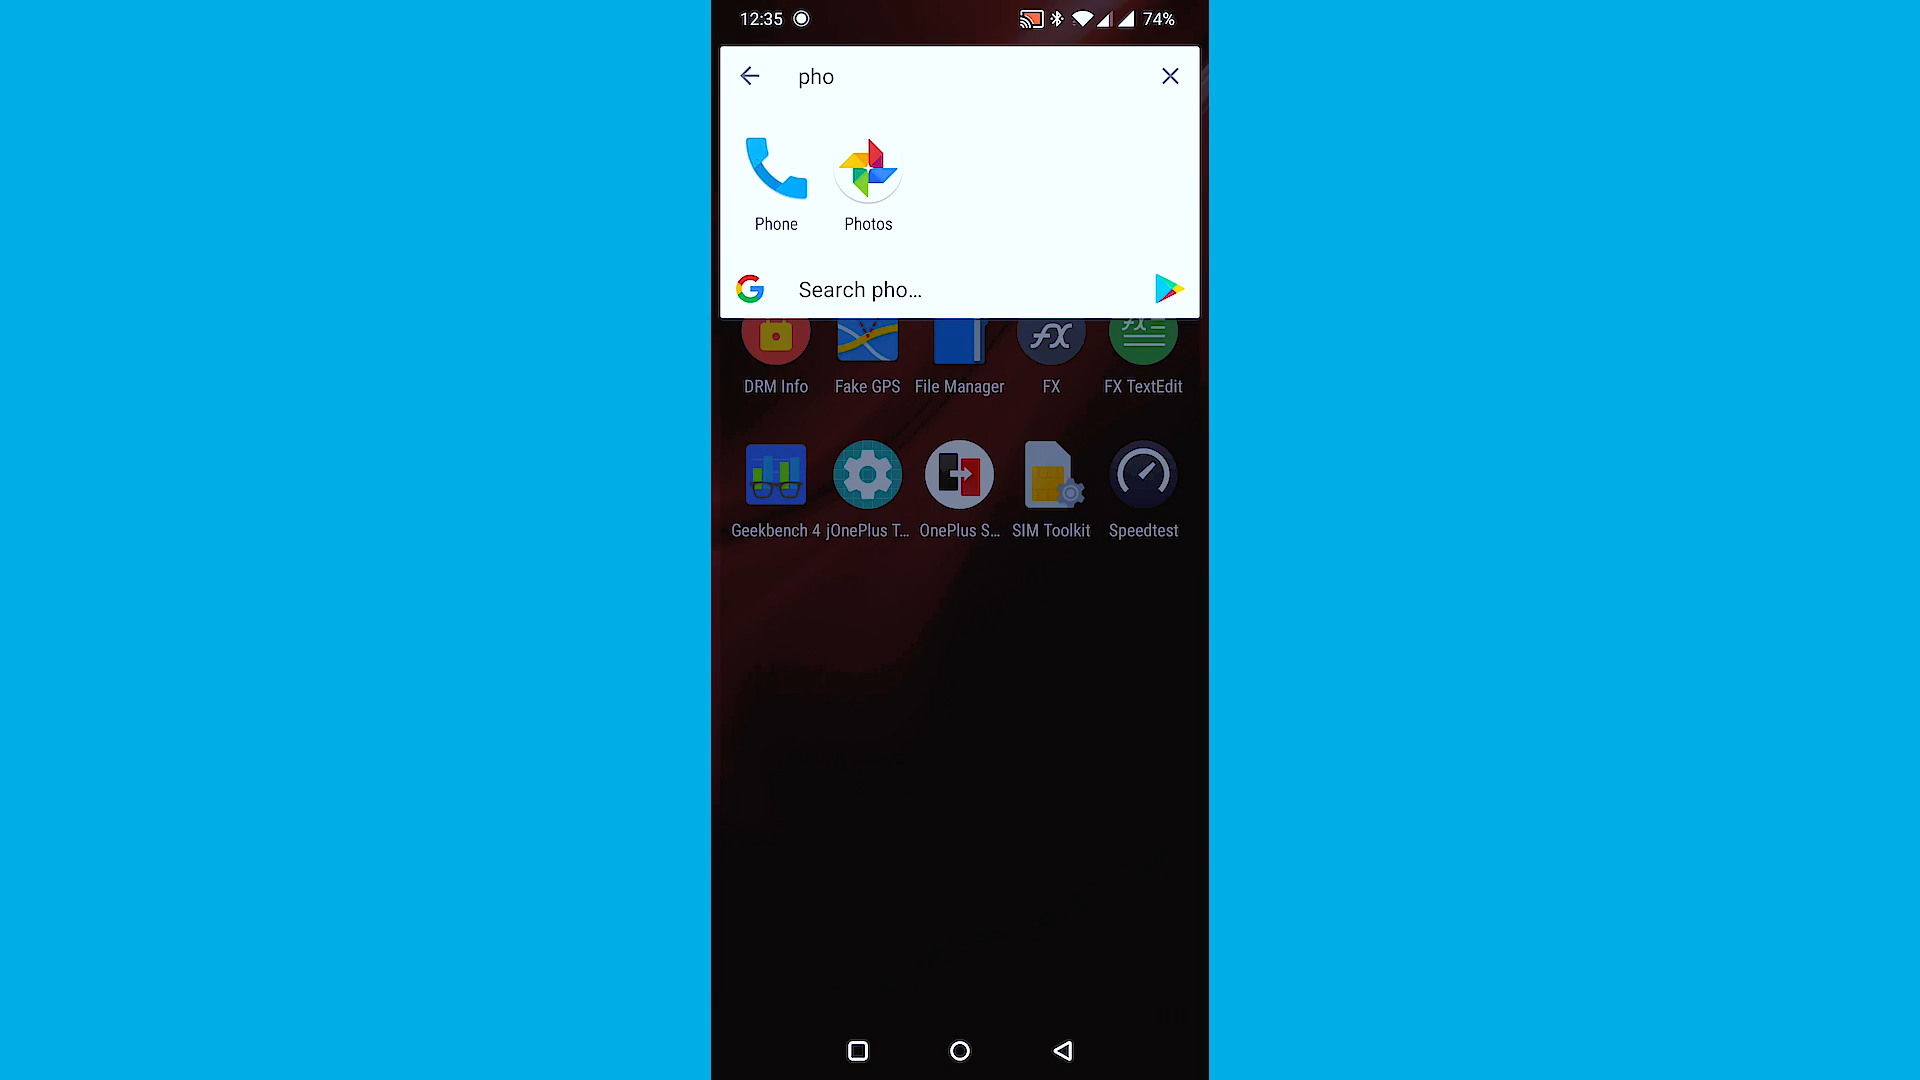 12:35 74%
pho
Phone Photos
Search pho...
DRM Info Fake GPS File Manager FX FX TextEdit
Geekbench 4 jOnePlus T... OnePlus S... SIM Toolkit Speedtest